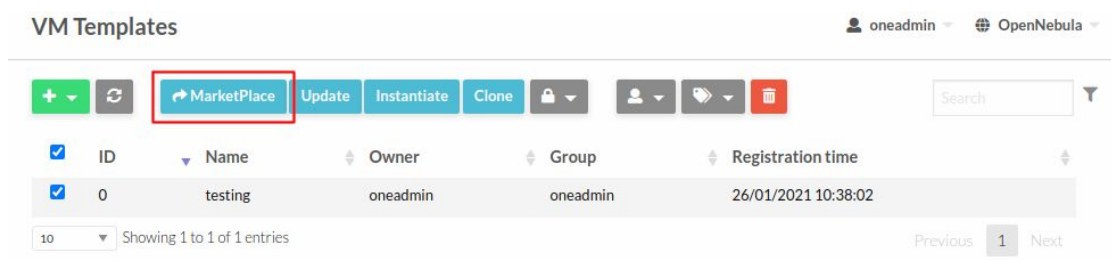 VM Templates oneadmin OpenNebula
+ MarketPlace Update Instantiate Clone Search
ID Name Owner Group Registration time
0 testing oneadmin oneadmin 26/01/2021 10:38:02
10 Showing 1 to 1 of 1 entries Previous 1 Next